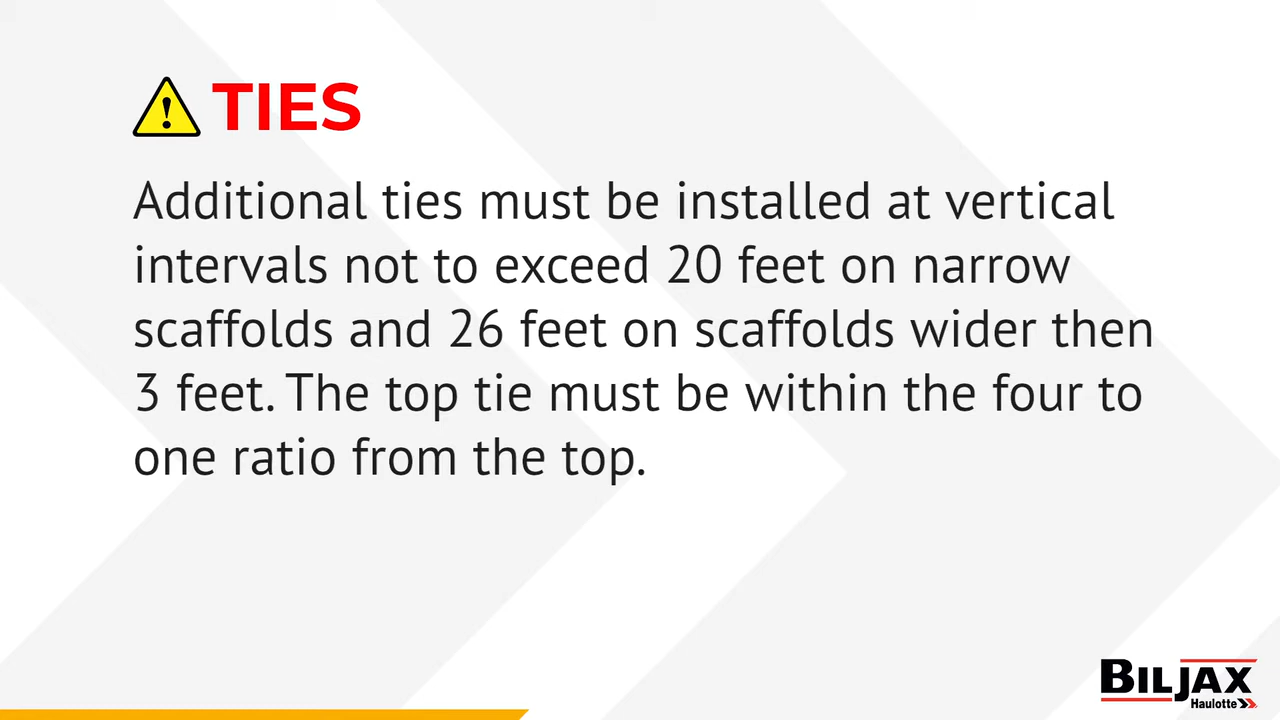 TIES
Additional ties must be installed at vertical
intervals not to exceed 20 feet on narrow
scaffolds and 26 feet on scaffolds wider then
3 feet. The top tie must be within the four to
one ratio from the top.
BILJAX
Haulotte